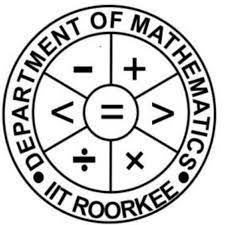 DEPARTMENT OF MATHEMATICS
IIT ROORKEE
− +
< = >
÷ ×